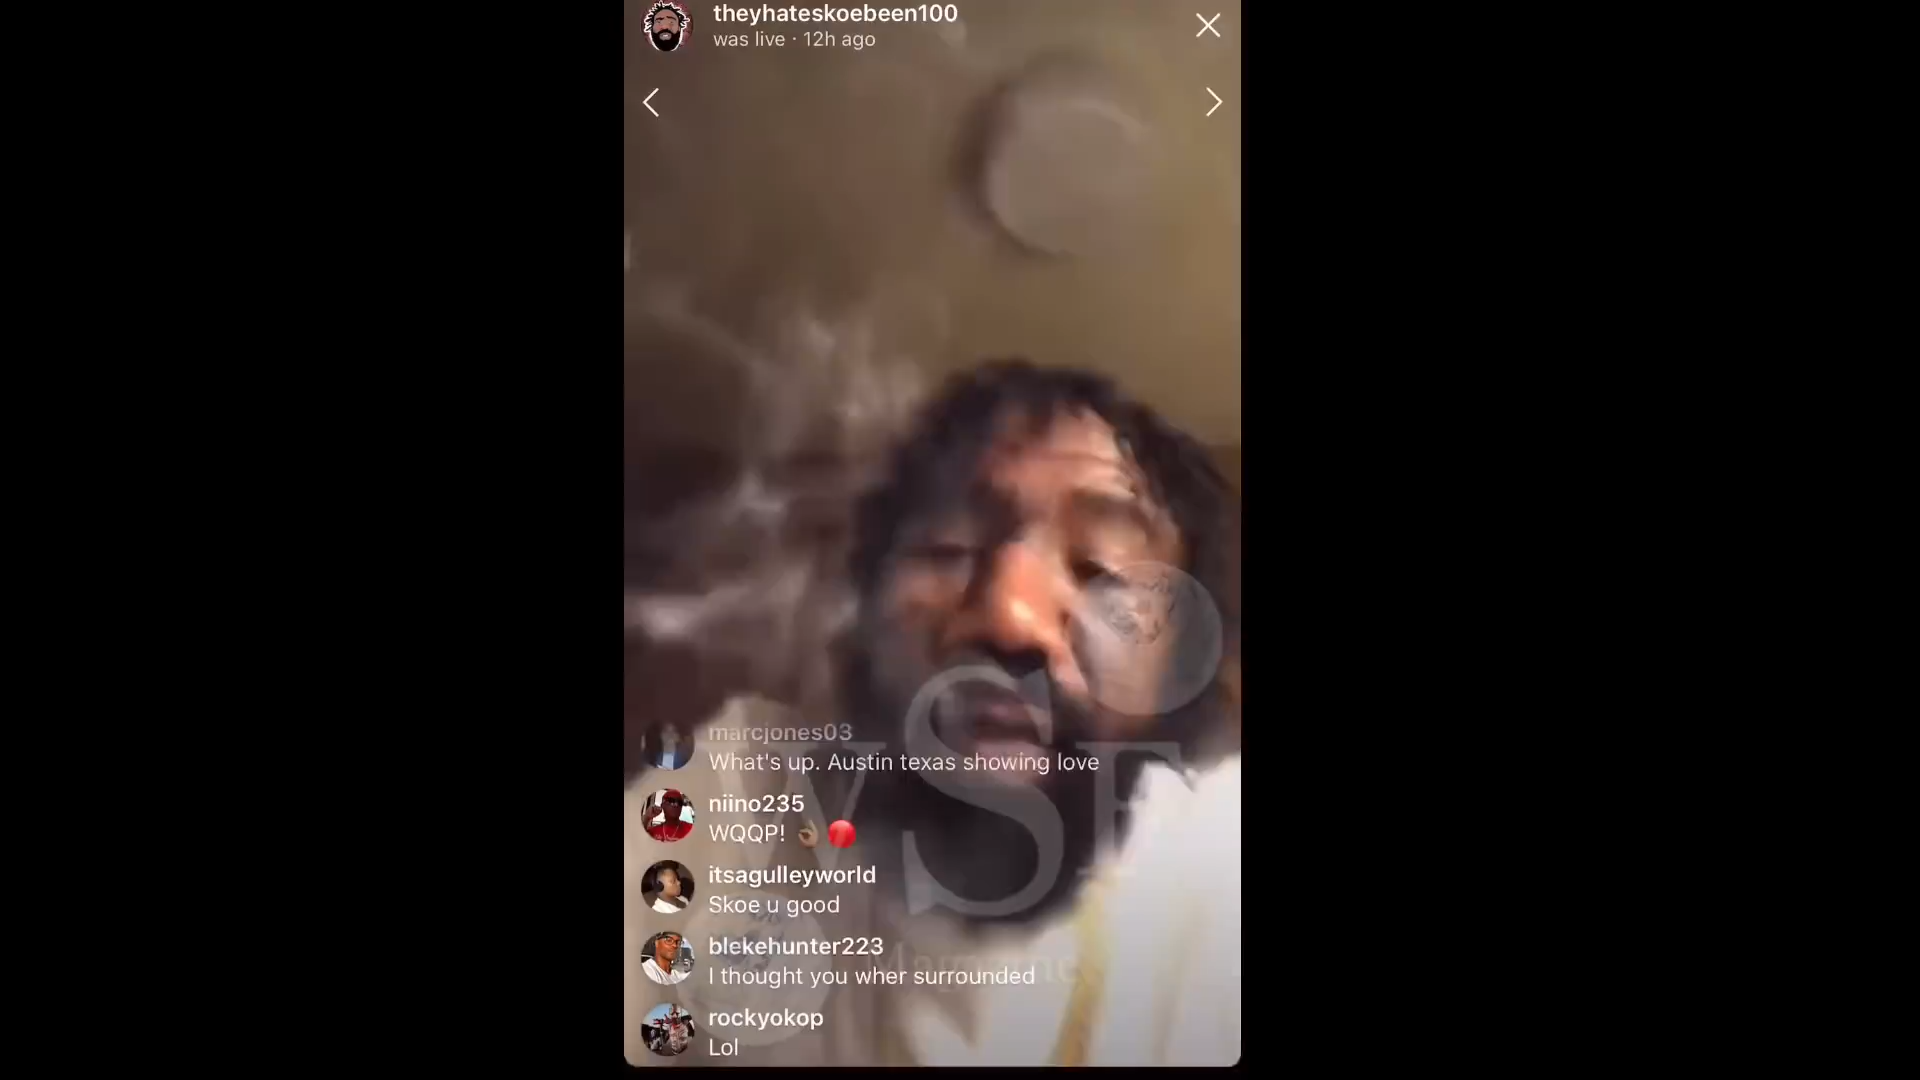 theyhateskoebeen100
was live · 12h ago
marcjones03
What's up. Austin texas showing love
niino235
WQQP! 👌🏽🔴
itsagulleyworld
Skoe u good
blekehunter223
I thought you wher surrounded
rockyokop
Lol
WSF